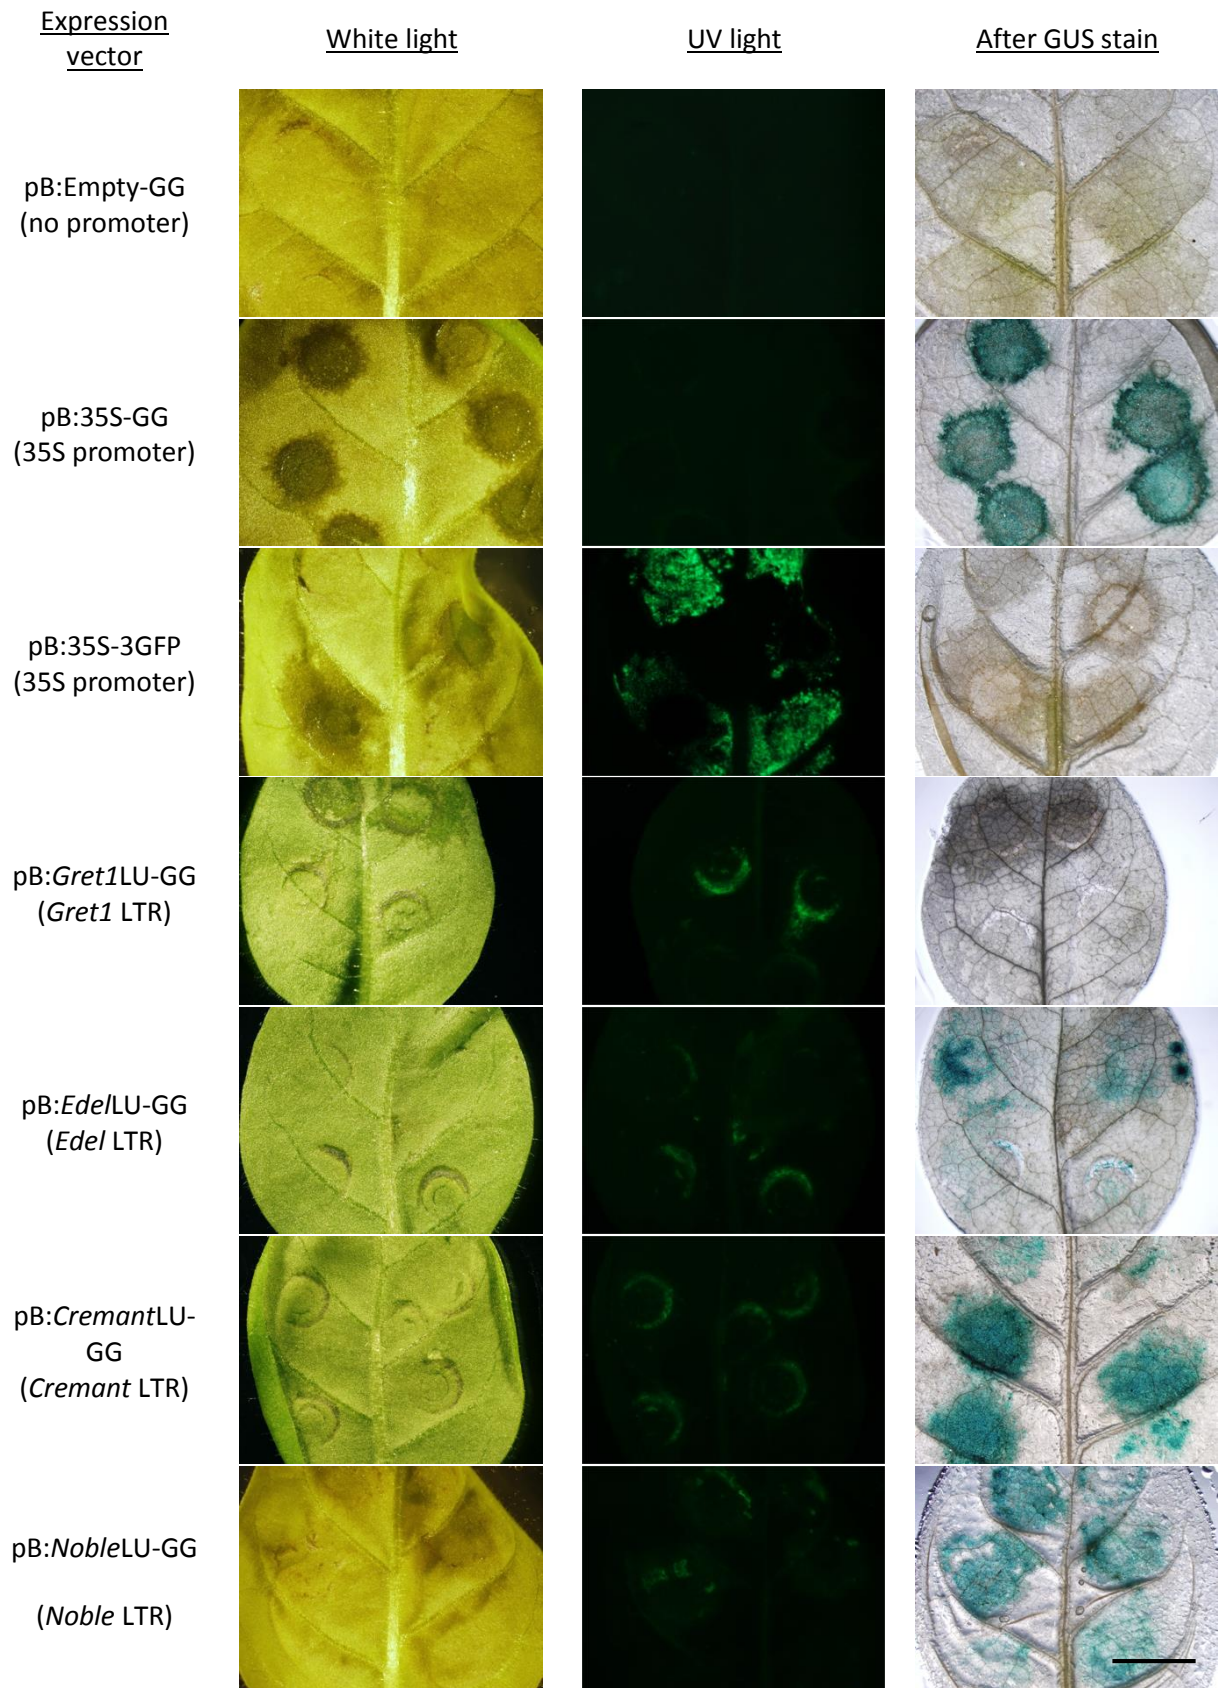 Expression
vector
White light
UV light
After GUS stain
pB:Empty-GG
(no promoter)
pB:35S-GG
(35S promoter)
pB:35S-3GFP
(35S promoter)
pB:Gret1LU-GG
(Gret1 LTR)
pB:EdelLU-GG
(Edel LTR)
pB:CremantLU-
GG
(Cremant LTR)
pB:NobleLU-GG
(Noble LTR)